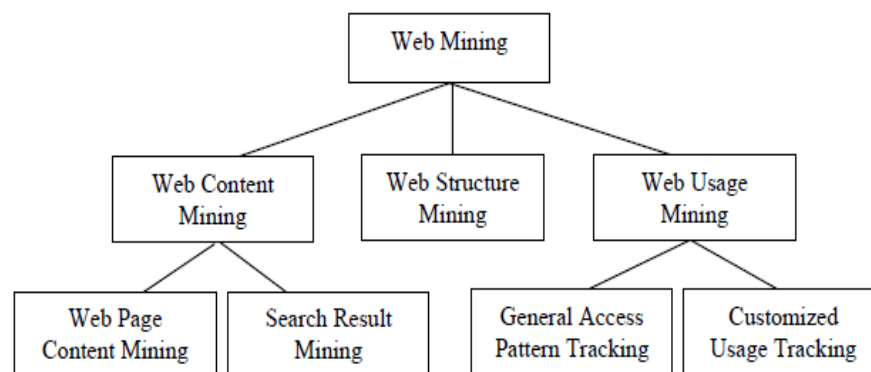 Web Mining
Web Content
Mining
Web Structure
Mining
Web Usage
Mining
Web Page
Content Mining
Search Result
Mining
General Access
Pattern Tracking
Customized
Usage Tracking